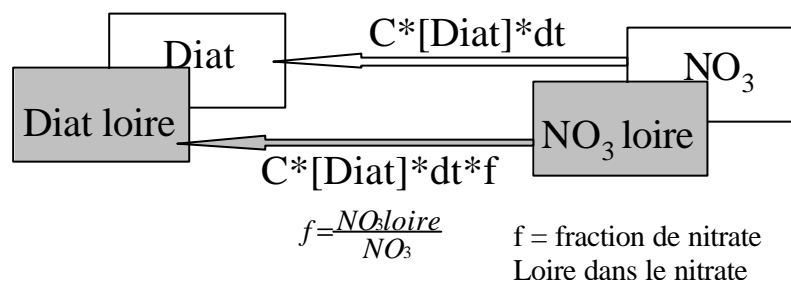 C*[Diat]*dt
Diat
NO₃
Diat loire
NO₃ loire
C*[Diat]*dt*f
f=NO₃loire/NO₃
f = fraction de nitrate
Loire dans le nitrate